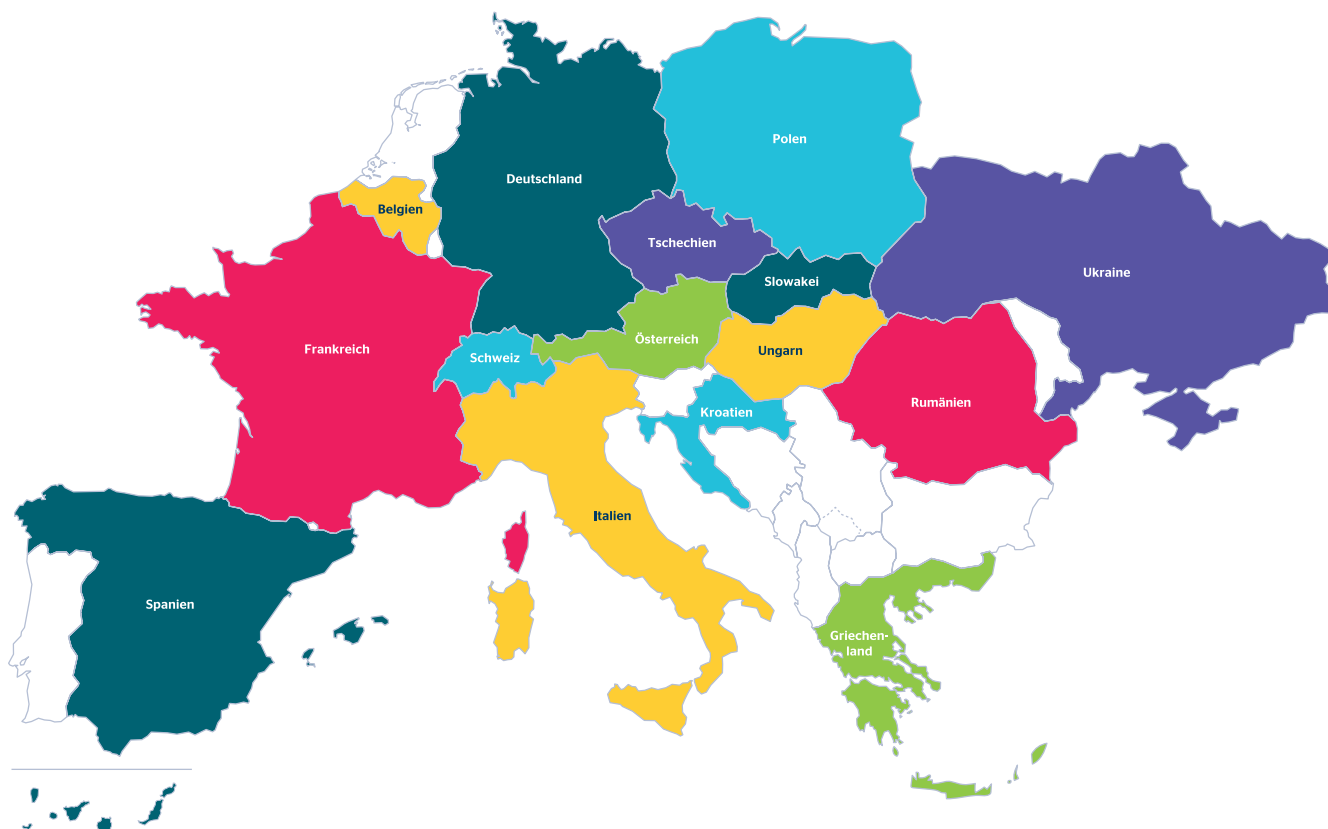 Polen
Deutschland
Belgien
Tschechien
Ukraine
Slowakei
Österreich
Frankreich
Schweiz
Ungarn
Rumänien
Kroatien
Italien
Spanien
Griechen-
land